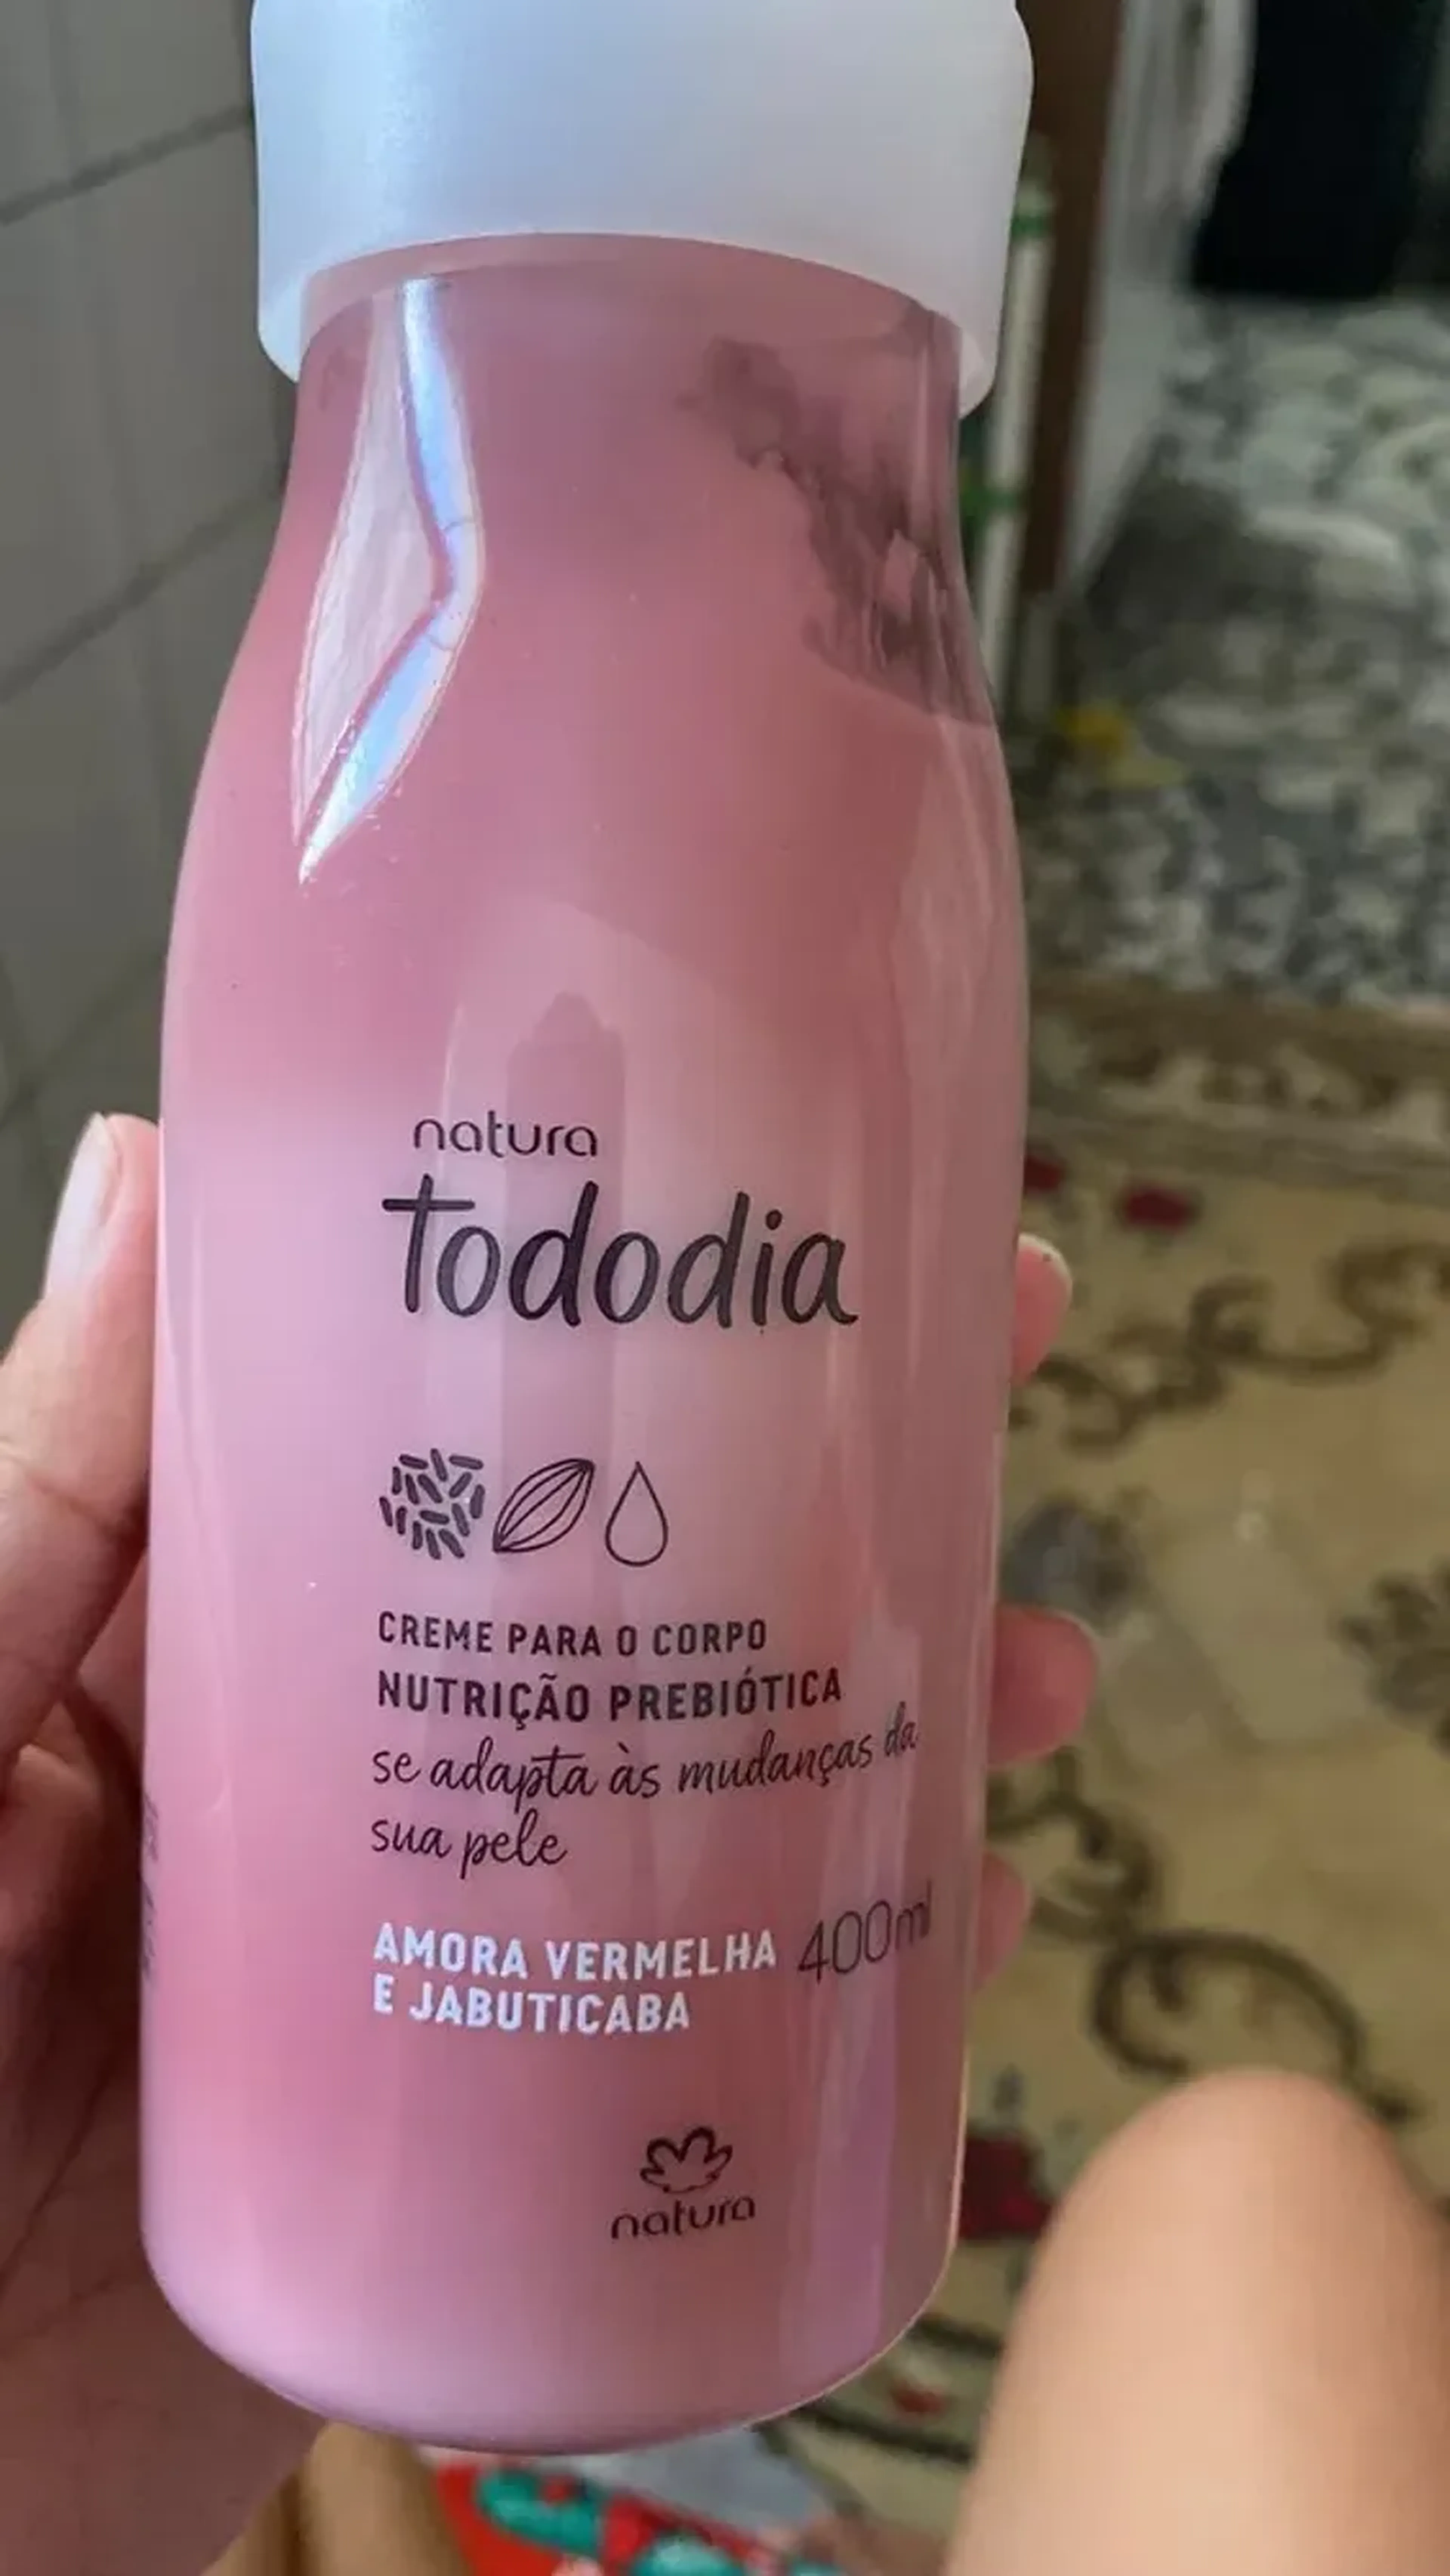 natura
tododia
CREME PARA O CORPO
NUTRIÇÃO PREBIÓTICA
se adapta às mudanças da
sua pele
AMORA VERMELHA 400ml
E JABUTICABA
natura